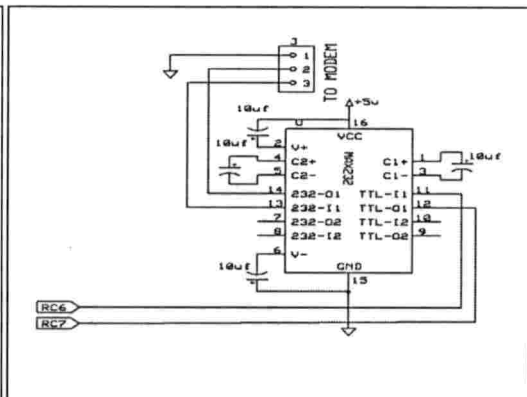 J
1
2
3
TO MODEM
10uf
+5v
U
16
VCC
10uf
2 V+
4 C2+
5 C2-
C1+ 1
C1- 3
10uf
14 232-O1
13 232-I1
7 232-O2
8 232-I2
TTL-I1 11
TTL-O1 12
TTL-I2 10
TTL-O2 9
6 V-
GND
15
10uf
RC6
RC7